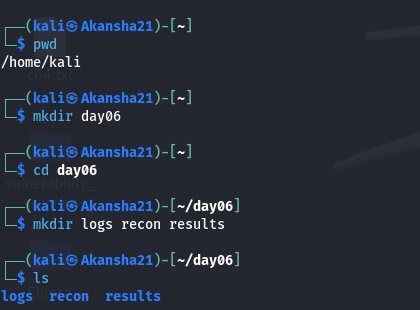 ┌──(kali㉿Akansha21)-[~]
└─$ pwd
/home/kali
┌──(kali㉿Akansha21)-[~]
└─$ mkdir day06
┌──(kali㉿Akansha21)-[~]
└─$ cd day06
┌──(kali㉿Akansha21)-[~/day06]
└─$ mkdir logs recon results
┌──(kali㉿Akansha21)-[~/day06]
└─$ ls
logs  recon  results